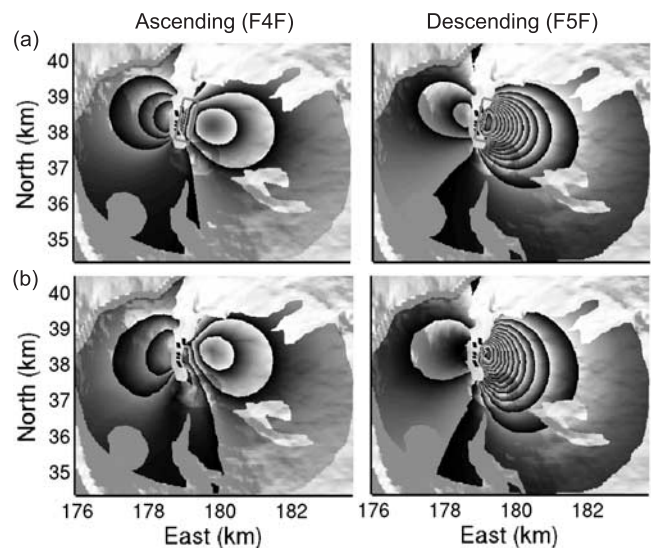 Ascending (F4F)
Descending (F5F)
(a)
40
39
38
37
36
35
North (km)
(b)
40
39
38
37
36
35
North (km)
176
178
180
182
176
178
180
182
East (km)
East (km)